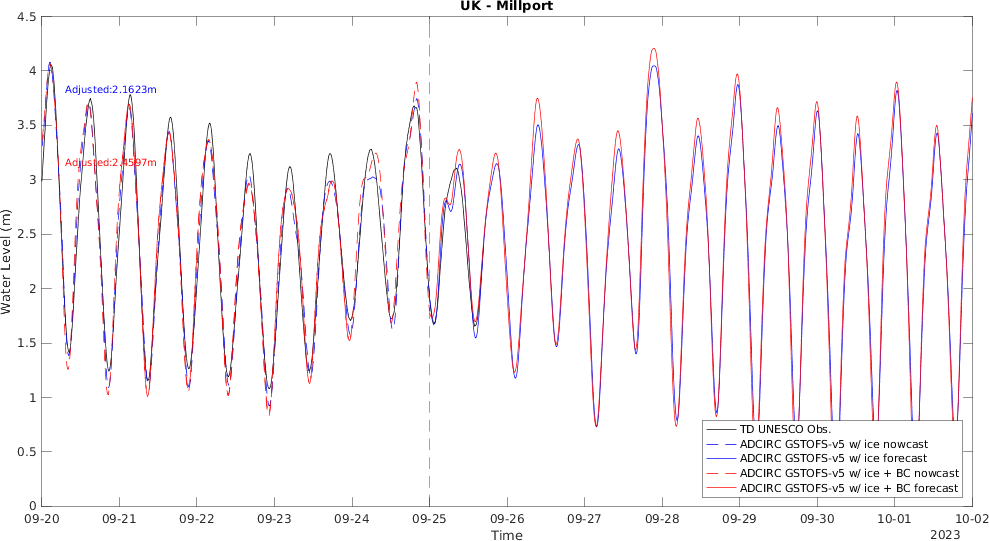 UK - Millport
4.5
4
3.5
3
2.5
2
1.5
1
0.5
0
Water Level (m)
Adjusted:2.1623m
Adjusted:2.4597m
TD UNESCO Obs.
ADCIRC GSTOFS-v5 w/ ice nowcast
ADCIRC GSTOFS-v5 w/ ice forecast
ADCIRC GSTOFS-v5 w/ ice + BC nowcast
ADCIRC GSTOFS-v5 w/ ice + BC forecast
09-20 09-21 09-22 09-23 09-24 09-25 09-26 09-27 09-28 09-29 09-30 10-01 10-02
Time
2023